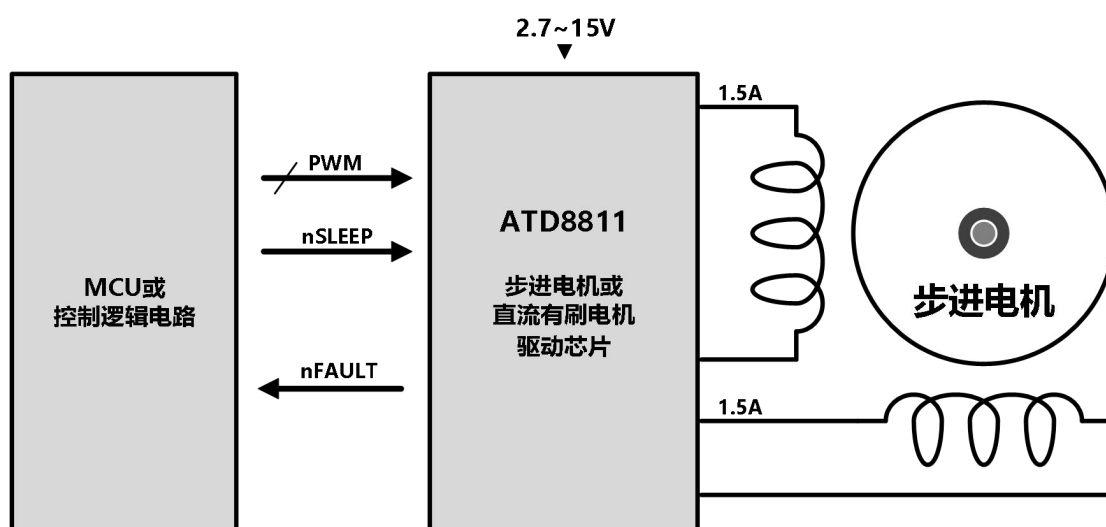 2.7~15V
MCU或
控制逻辑电路
PWM
nSLEEP
nFAULT
ATD8811
步进电机或
直流有刷电机
驱动芯片
1.5A
1.5A
步进电机